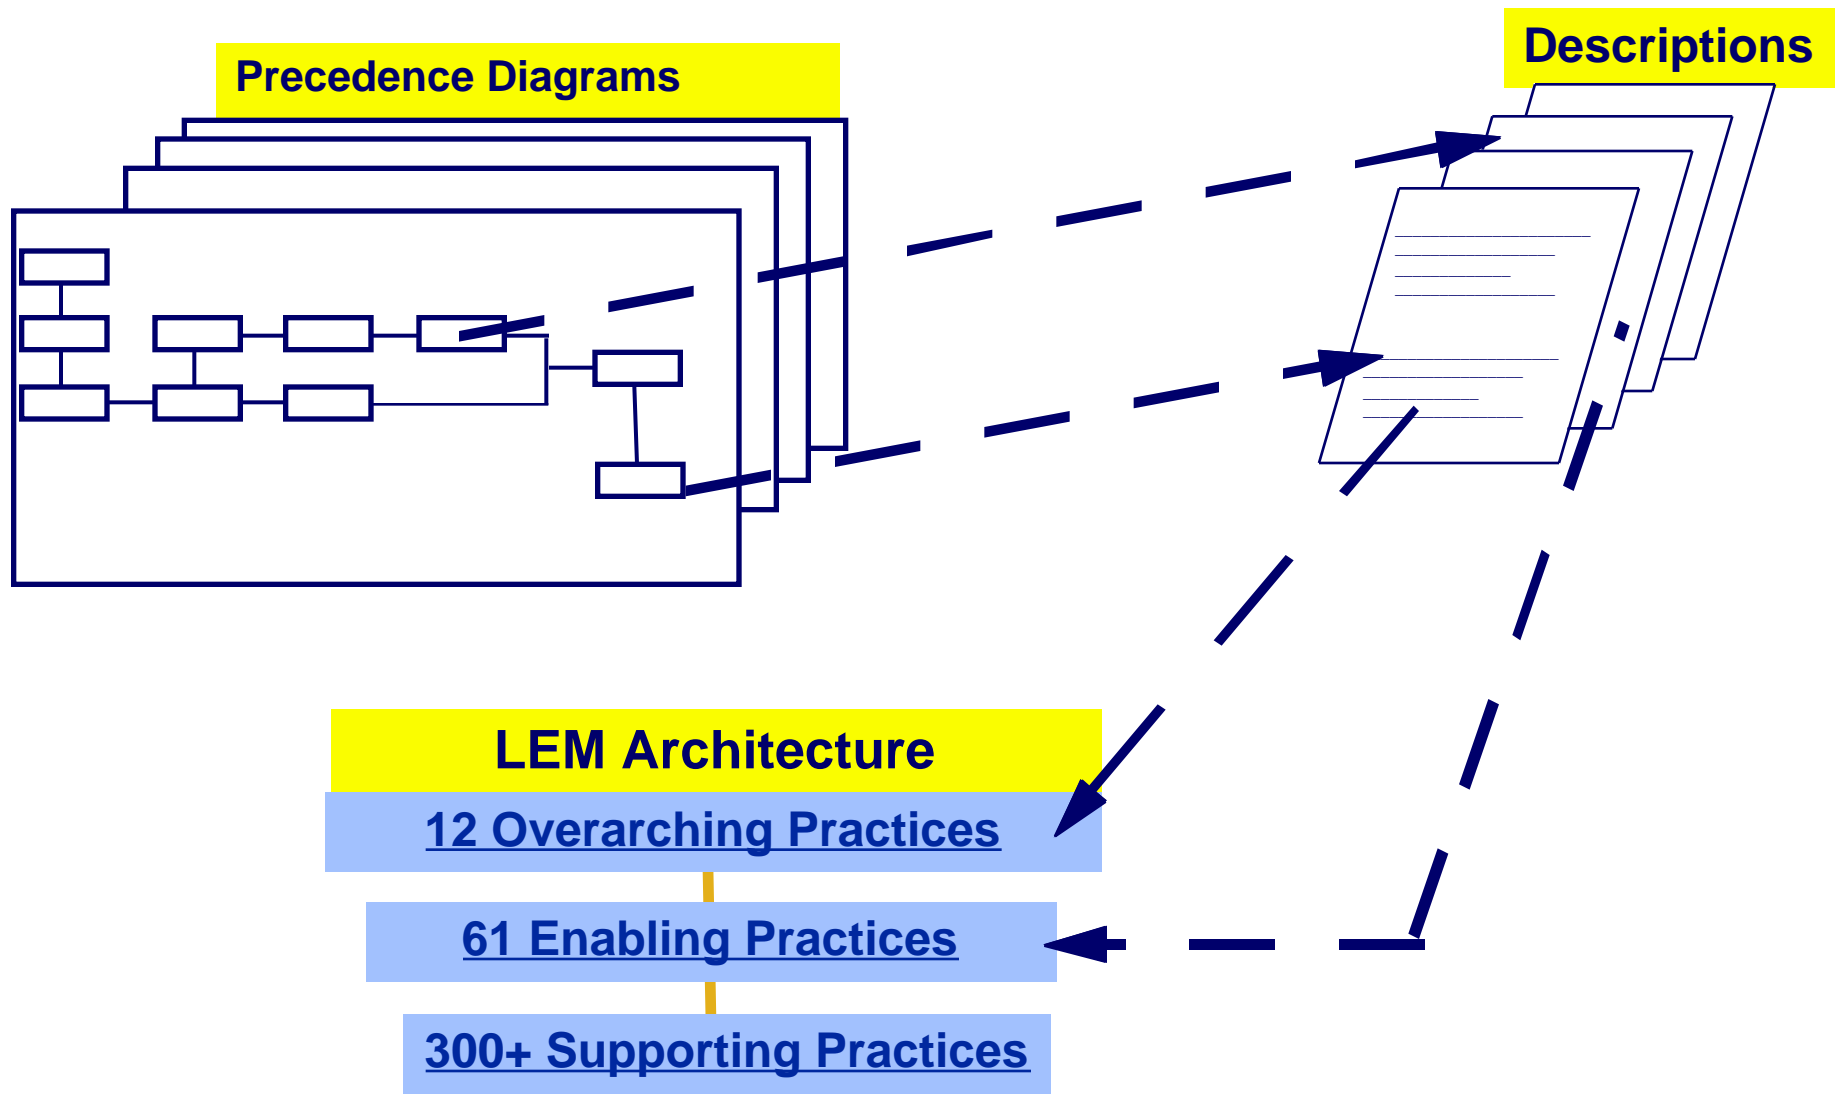 Precedence Diagrams
Descriptions
LEM Architecture
12 Overarching Practices
61 Enabling Practices
300+ Supporting Practices